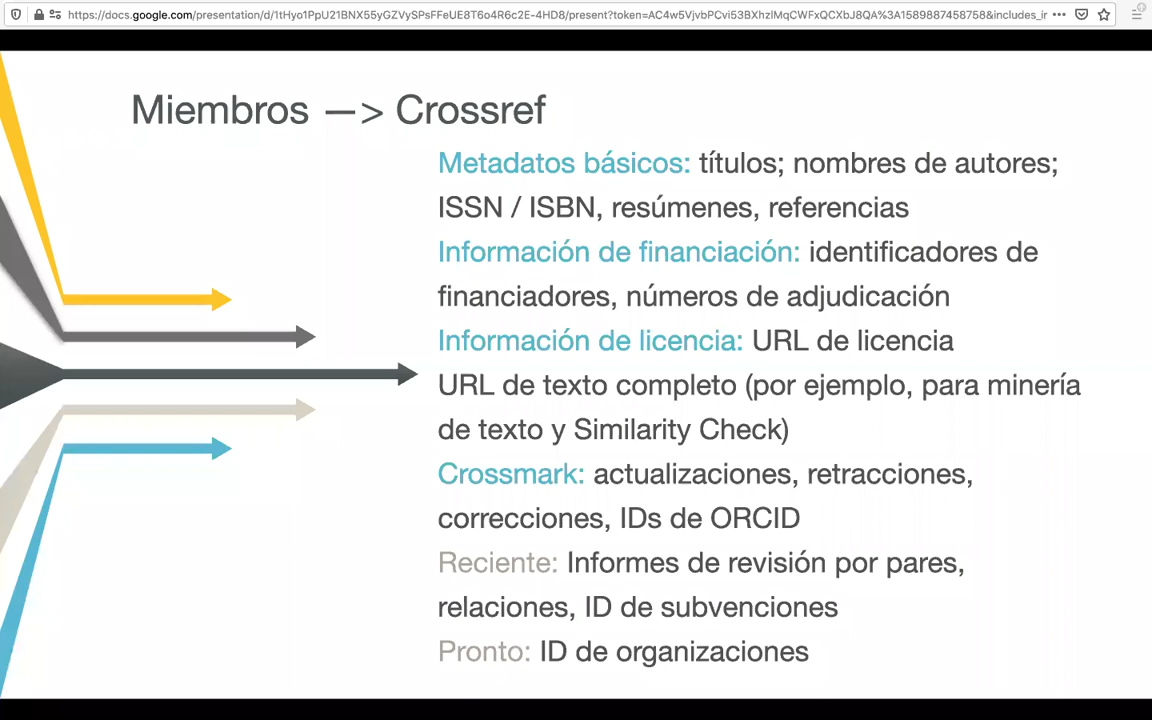 https://docs.google.com/presentation/d/1tHyo1PpU21BNX55yGZVySPsFFeUE8T6o4R6c2E-4HD8/present?token=AC4w5VjvbPCvi53BXhzlMqCWFxQCXbJ8QA%3A1589887458758&includes_ir
Miembros —> Crossref
Metadatos básicos: títulos; nombres de autores;
ISSN / ISBN, resúmenes, referencias
Información de financiación: identificadores de
financiadores, números de adjudicación
Información de licencia: URL de licencia
URL de texto completo (por ejemplo, para minería
de texto y Similarity Check)
Crossmark: actualizaciones, retracciones,
correcciones, IDs de ORCID
Reciente: Informes de revisión por pares,
relaciones, ID de subvenciones
Pronto: ID de organizaciones